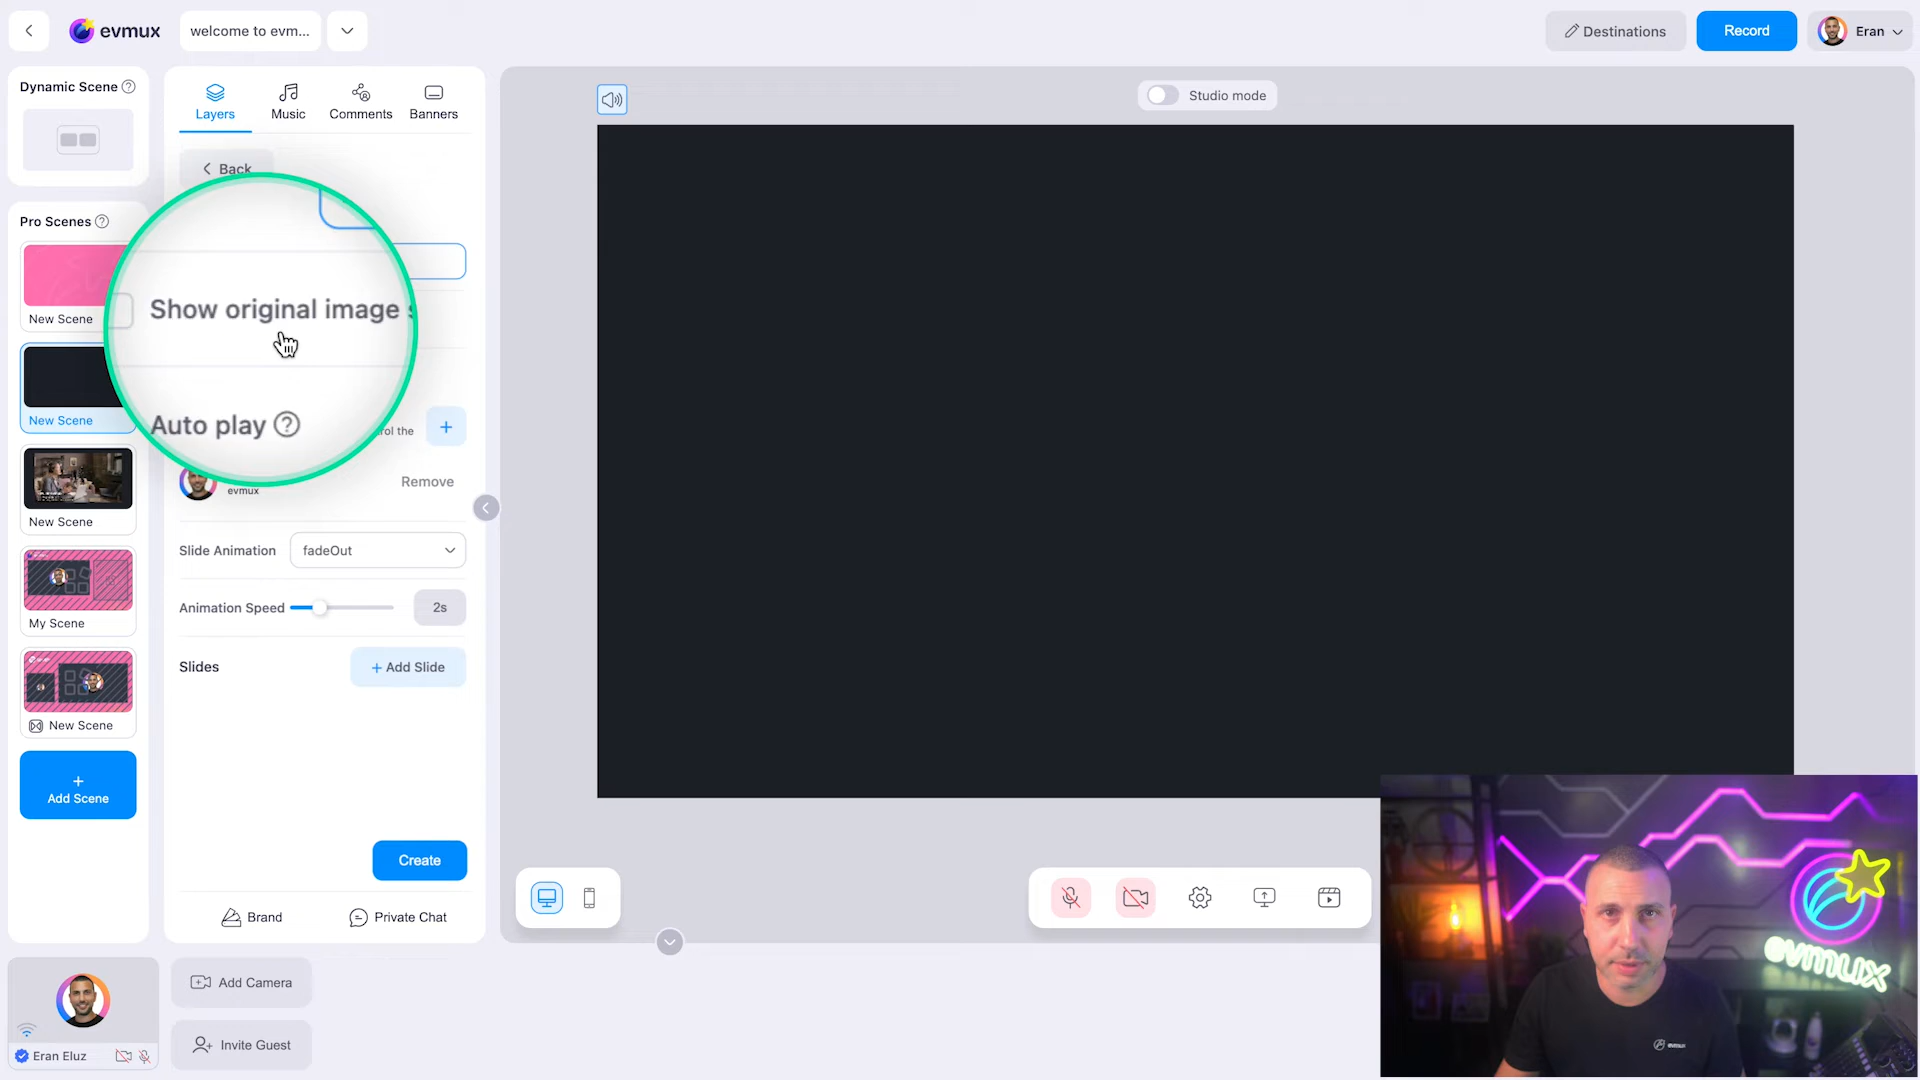 evmux
welcome to evm...
Destinations
Record
Eran
Dynamic Scene
Layers
Music
Comments
Banners
Studio mode
Back
Pro Scenes
New Scene
Show original image
New Scene
Auto play
rol the
+
evmux
Remove
New Scene
Slide Animation
fadeOut
Animation Speed
2s
My Scene
Slides
+ Add Slide
New Scene
+
Add Scene
Create
Brand
Private Chat
Add Camera
Invite Guest
Eran Eluz
evmux
evmux